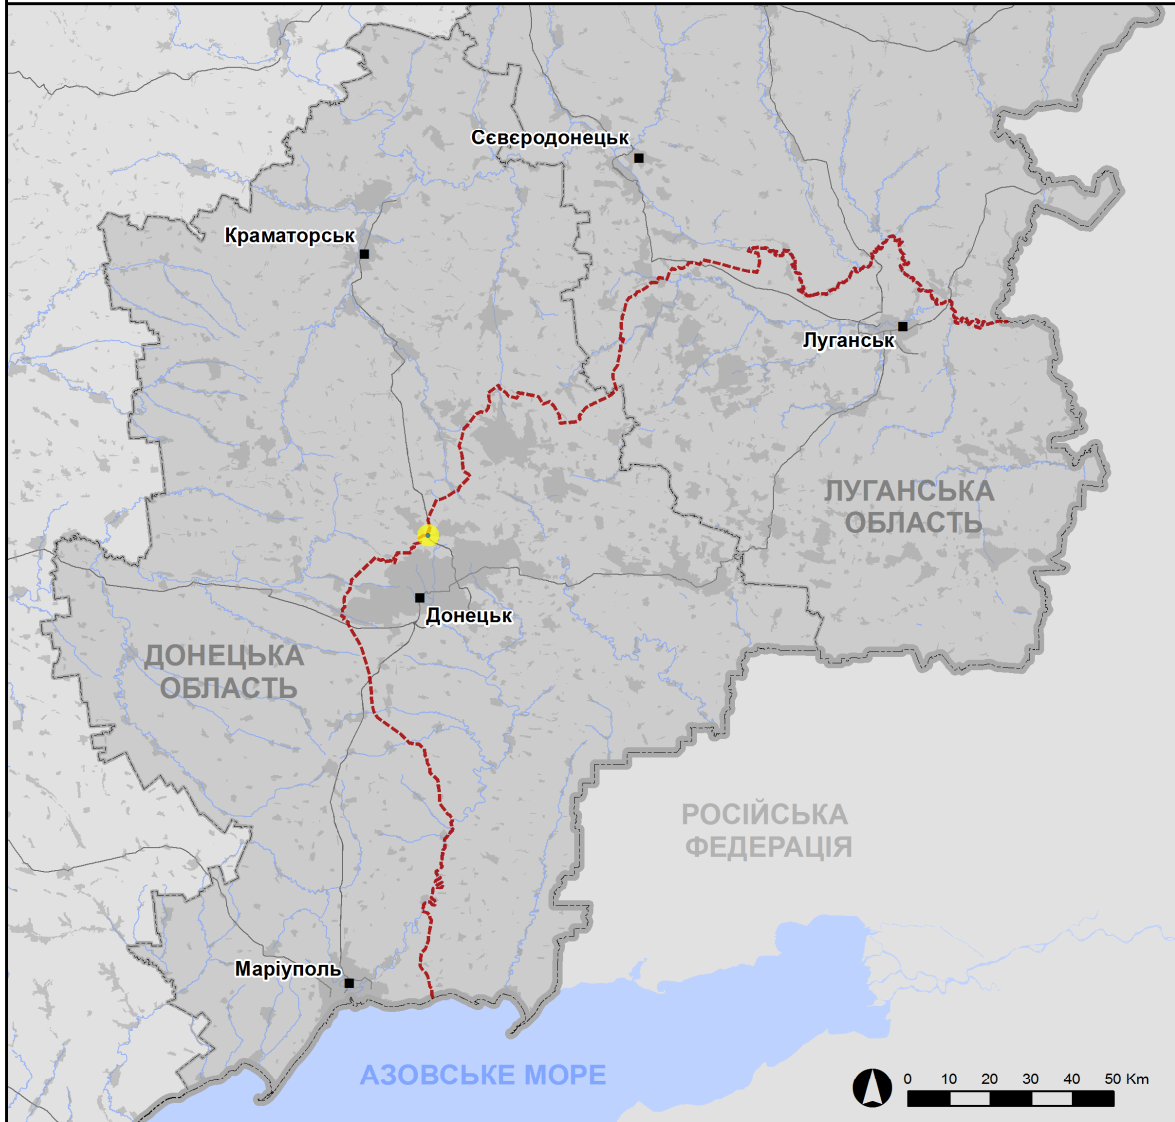 Сєвєродонецьк
Краматорськ
Луганськ
ЛУГАНСЬКА
ОБЛАСТЬ
Донецьк
ДОНЕЦЬКА
ОБЛАСТЬ
РОСІЙСЬКА
ФЕДЕРАЦІЯ
Маріуполь
АЗОВСЬКЕ МОРЕ
0 10 20 30 40 50 Km